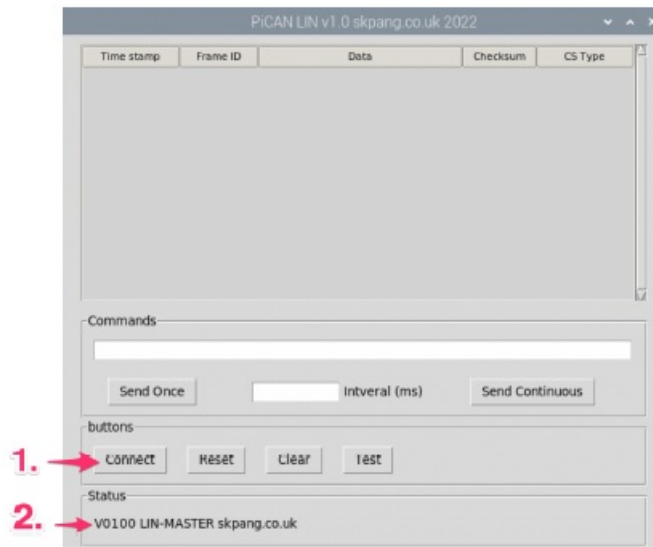 PiCAN LIN v1.0 skpang.co.uk 2022
Time stamp Frame ID Data Checksum CS Type
Commands
Send Once Intveral (ms) Send Continuous
buttons
1. Connect Reset Clear Test
Status
2. V0100 LIN-MASTER skpang.co.uk